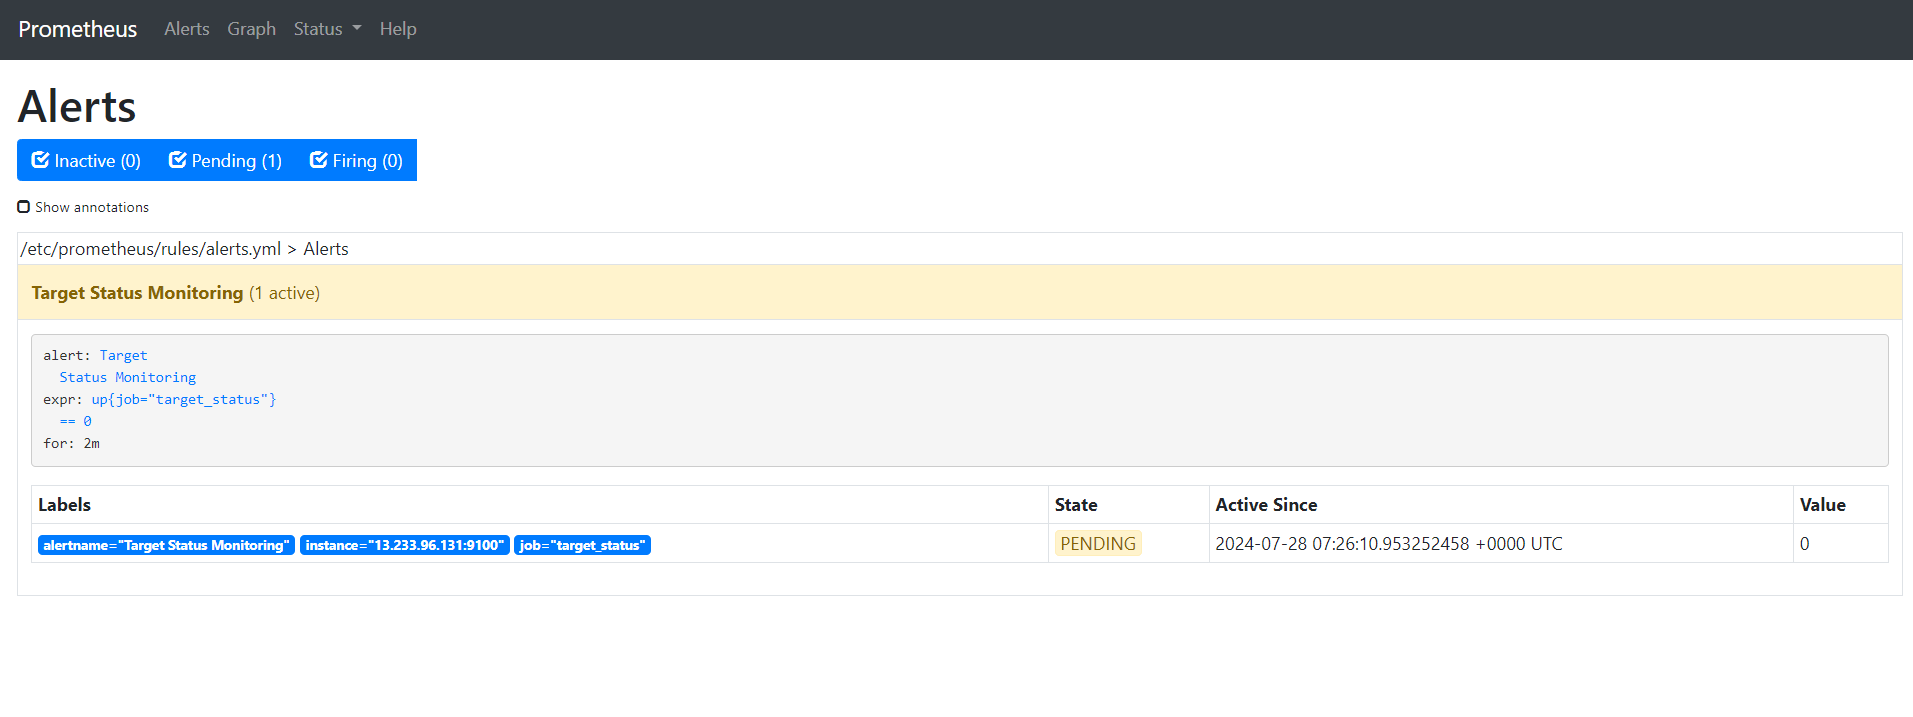 Prometheus Alerts Graph Status Help
Alerts
Inactive (0) Pending (1) Firing (0)
Show annotations
/etc/prometheus/rules/alerts.yml > Alerts
Target Status Monitoring (1 active)
alert: Target
Status Monitoring
expr: up{job="target_status"}
== 0
for: 2m
Labels State Active Since Value
alertname="Target Status Monitoring" instance="13.233.96.131:9100" job="target_status" PENDING 2024-07-28 07:26:10.953252458 +0000 UTC 0